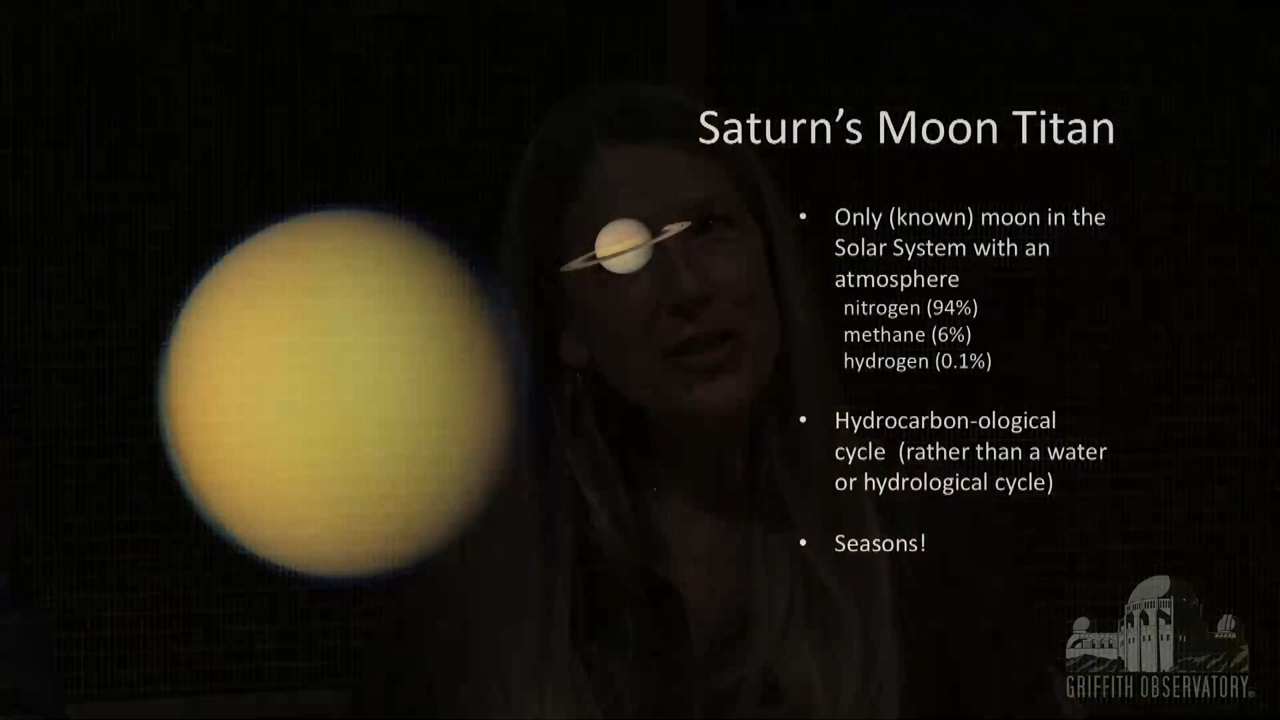 Saturn’s Moon Titan
• Only (known) moon in the
Solar System with an
atmosphere
nitrogen (94%)
methane (6%)
hydrogen (0.1%)
• Hydrocarbon-ological
cycle (rather than a water
or hydrological cycle)
• Seasons!
GRIFFITH OBSERVATORY®